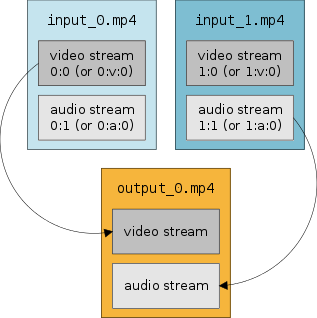 input_0.mp4
video stream
0:0 (or 0:v:0)
audio stream
0:1 (or 0:a:0)
input_1.mp4
video stream
1:0 (or 1:v:0)
audio stream
1:1 (or 1:a:0)
output_0.mp4
video stream
audio stream